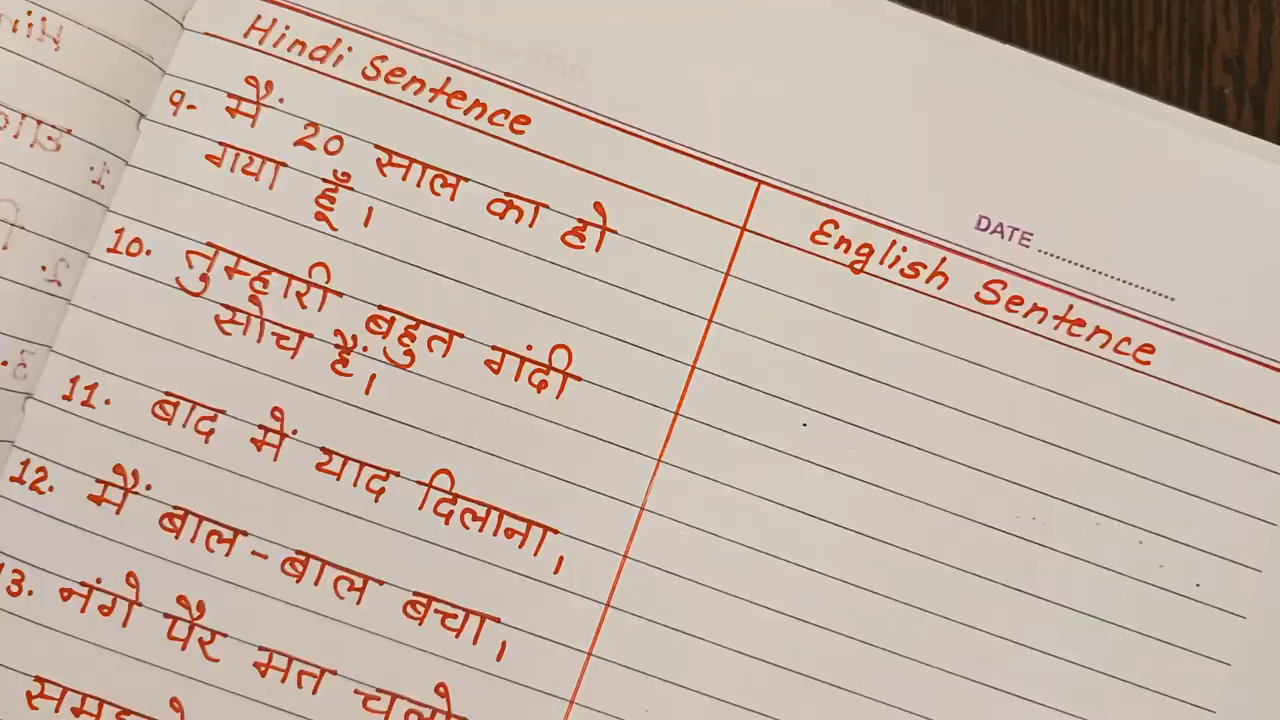 Hindi Sentence
DATE
English Sentence
9. मैं 20 साल का हो
गया हूँ।
10. तुम्हारी बहुत गंदी
सोच हैं।
11. बाद में याद दिलाना।
12. मैं बाल-बाल बचा।
13. नंगे पैर मत चलो